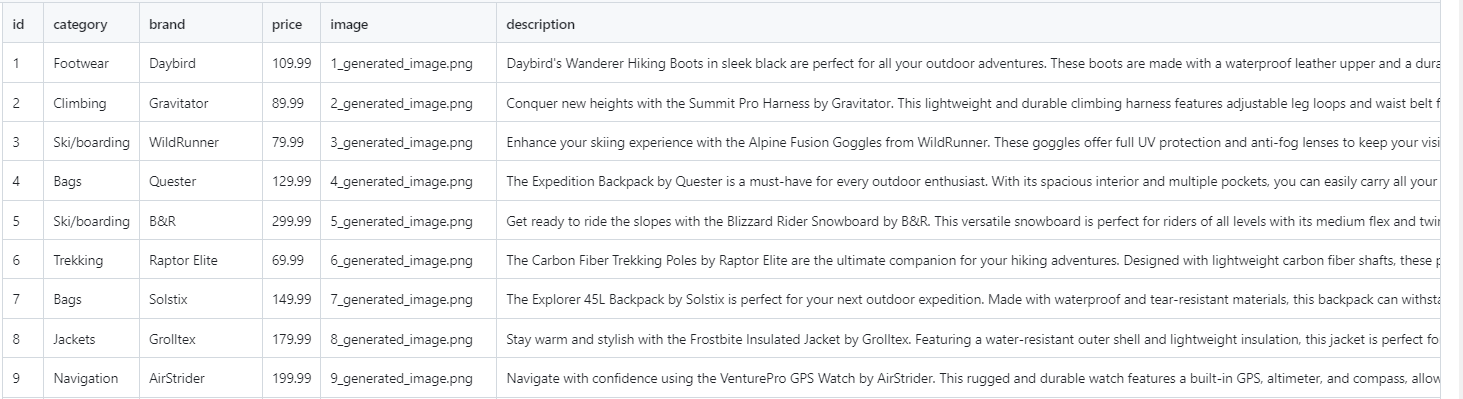 id category brand price image description
1 Footwear Daybird 109.99 1_generated_image.png Daybird's Wanderer Hiking Boots in sleek black are perfect for all your outdoor adventures. These boots are made with a waterproof leather upper and a dura
2 Climbing Gravitator 89.99 2_generated_image.png Conquer new heights with the Summit Pro Harness by Gravitator. This lightweight and durable climbing harness features adjustable leg loops and waist belt f
3 Ski/boarding WildRunner 79.99 3_generated_image.png Enhance your skiing experience with the Alpine Fusion Goggles from WildRunner. These goggles offer full UV protection and anti-fog lenses to keep your visi
4 Bags Quester 129.99 4_generated_image.png The Expedition Backpack by Quester is a must-have for every outdoor enthusiast. With its spacious interior and multiple pockets, you can easily carry all your
5 Ski/boarding B&R 299.99 5_generated_image.png Get ready to ride the slopes with the Blizzard Rider Snowboard by B&R. This versatile snowboard is perfect for riders of all levels with its medium flex and twi
6 Trekking Raptor Elite 69.99 6_generated_image.png The Carbon Fiber Trekking Poles by Raptor Elite are the ultimate companion for your hiking adventures. Designed with lightweight carbon fiber shafts, these p
7 Bags Solstix 149.99 7_generated_image.png The Explorer 45L Backpack by Solstix is perfect for your next outdoor expedition. Made with waterproof and tear-resistant materials, this backpack can withsta
8 Jackets Grolltex 179.99 8_generated_image.png Stay warm and stylish with the Frostbite Insulated Jacket by Grolltex. Featuring a water-resistant outer shell and lightweight insulation, this jacket is perfect fo
9 Navigation AirStrider 199.99 9_generated_image.png Navigate with confidence using the VenturePro GPS Watch by AirStrider. This rugged and durable watch features a built-in GPS, altimeter, and compass, allow